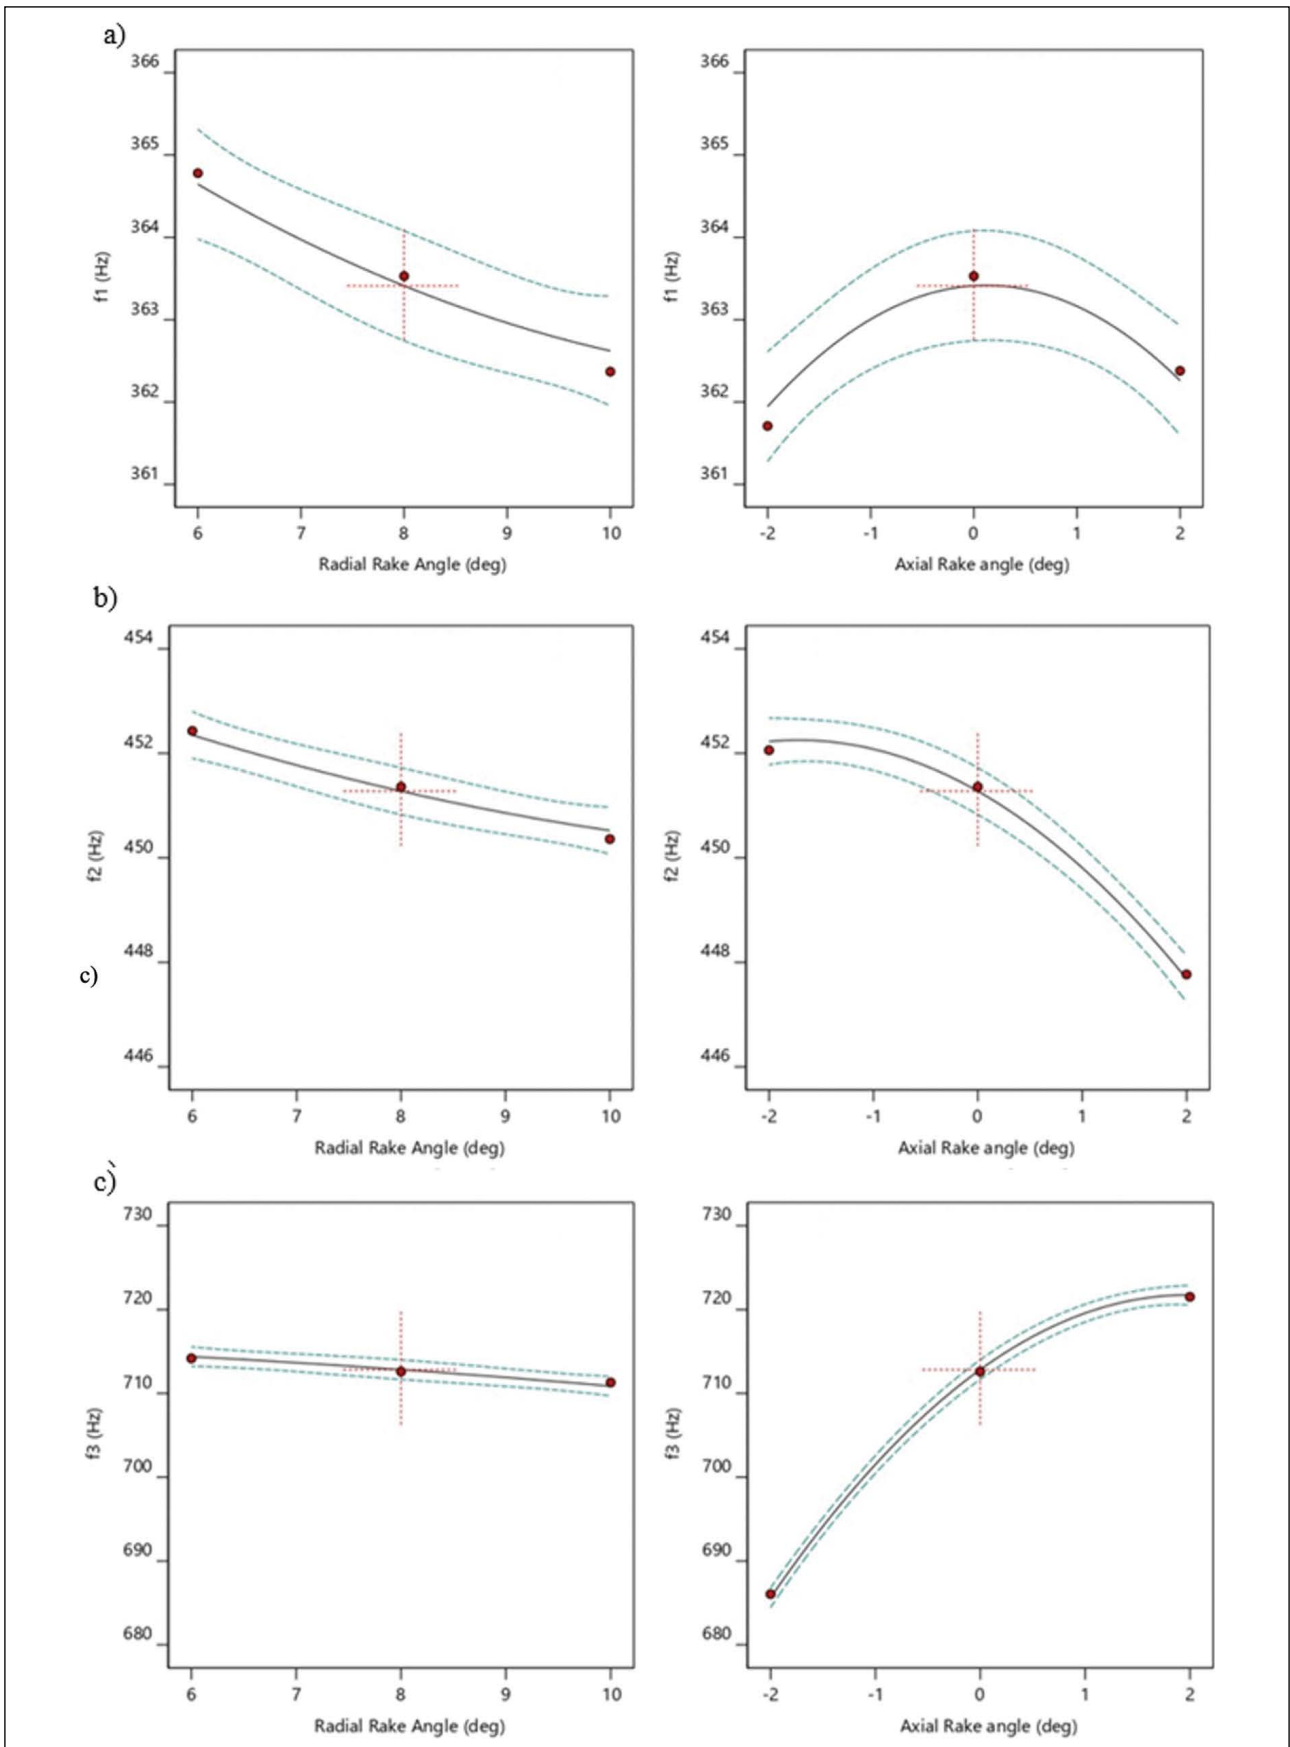 a)
366
365
364
363
362
361
f1 (Hz)
6 7 8 9 10
Radial Rake Angle (deg)
366
365
364
363
362
361
f1 (Hz)
-2 -1 0 1 2
Axial Rake angle (deg)
b)
454
452
450
448
446
f2 (Hz)
6 7 8 9 10
Radial Rake Angle (deg)
454
452
450
448
446
f2 (Hz)
-2 -1 0 1 2
Axial Rake angle (deg)
c)
c)
730
720
710
700
690
680
f3 (Hz)
6 7 8 9 10
Radial Rake Angle (deg)
730
720
710
700
690
680
f3 (Hz)
-2 -1 0 1 2
Axial Rake angle (deg)